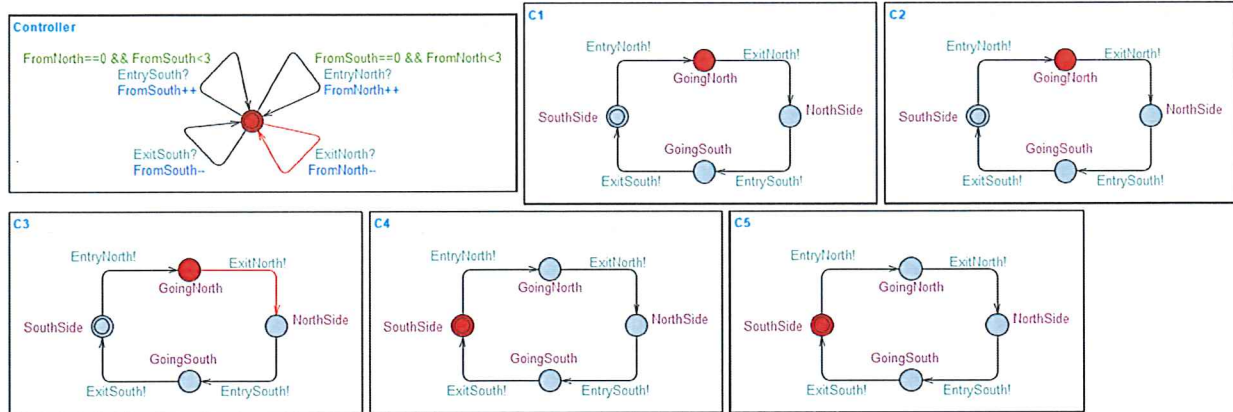 Controller
FromNorth==0 && FromSouth<3
EntrySouth?
FromSouth++
FromSouth==0 && FromNorth<3
EntryNorth?
FromNorth++
ExitSouth?
FromSouth--
ExitNorth?
FromNorth--
C1
EntryNorth!
ExitNorth!
GoingNorth
SouthSide
NorthSide
GoingSouth
ExitSouth!
EntrySouth!
C2
EntryNorth!
ExitNorth!
GoingNorth
SouthSide
NorthSide
GoingSouth
ExitSouth!
EntrySouth!
C3
EntryNorth!
ExitNorth!
GoingNorth
SouthSide
NorthSide
GoingSouth
ExitSouth!
EntrySouth!
C4
EntryNorth!
ExitNorth!
GoingNorth
SouthSide
NorthSide
GoingSouth
ExitSouth!
EntrySouth!
C5
EntryNorth!
ExitNorth!
GoingNorth
SouthSide
NorthSide
GoingSouth
ExitSouth!
EntrySouth!